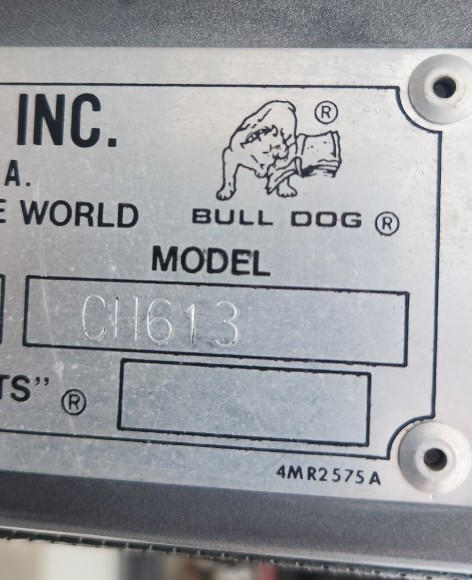 INC.
®
A.
E WORLD
BULL DOG ®
MODEL
CH613
TS" ®
4MR2575A